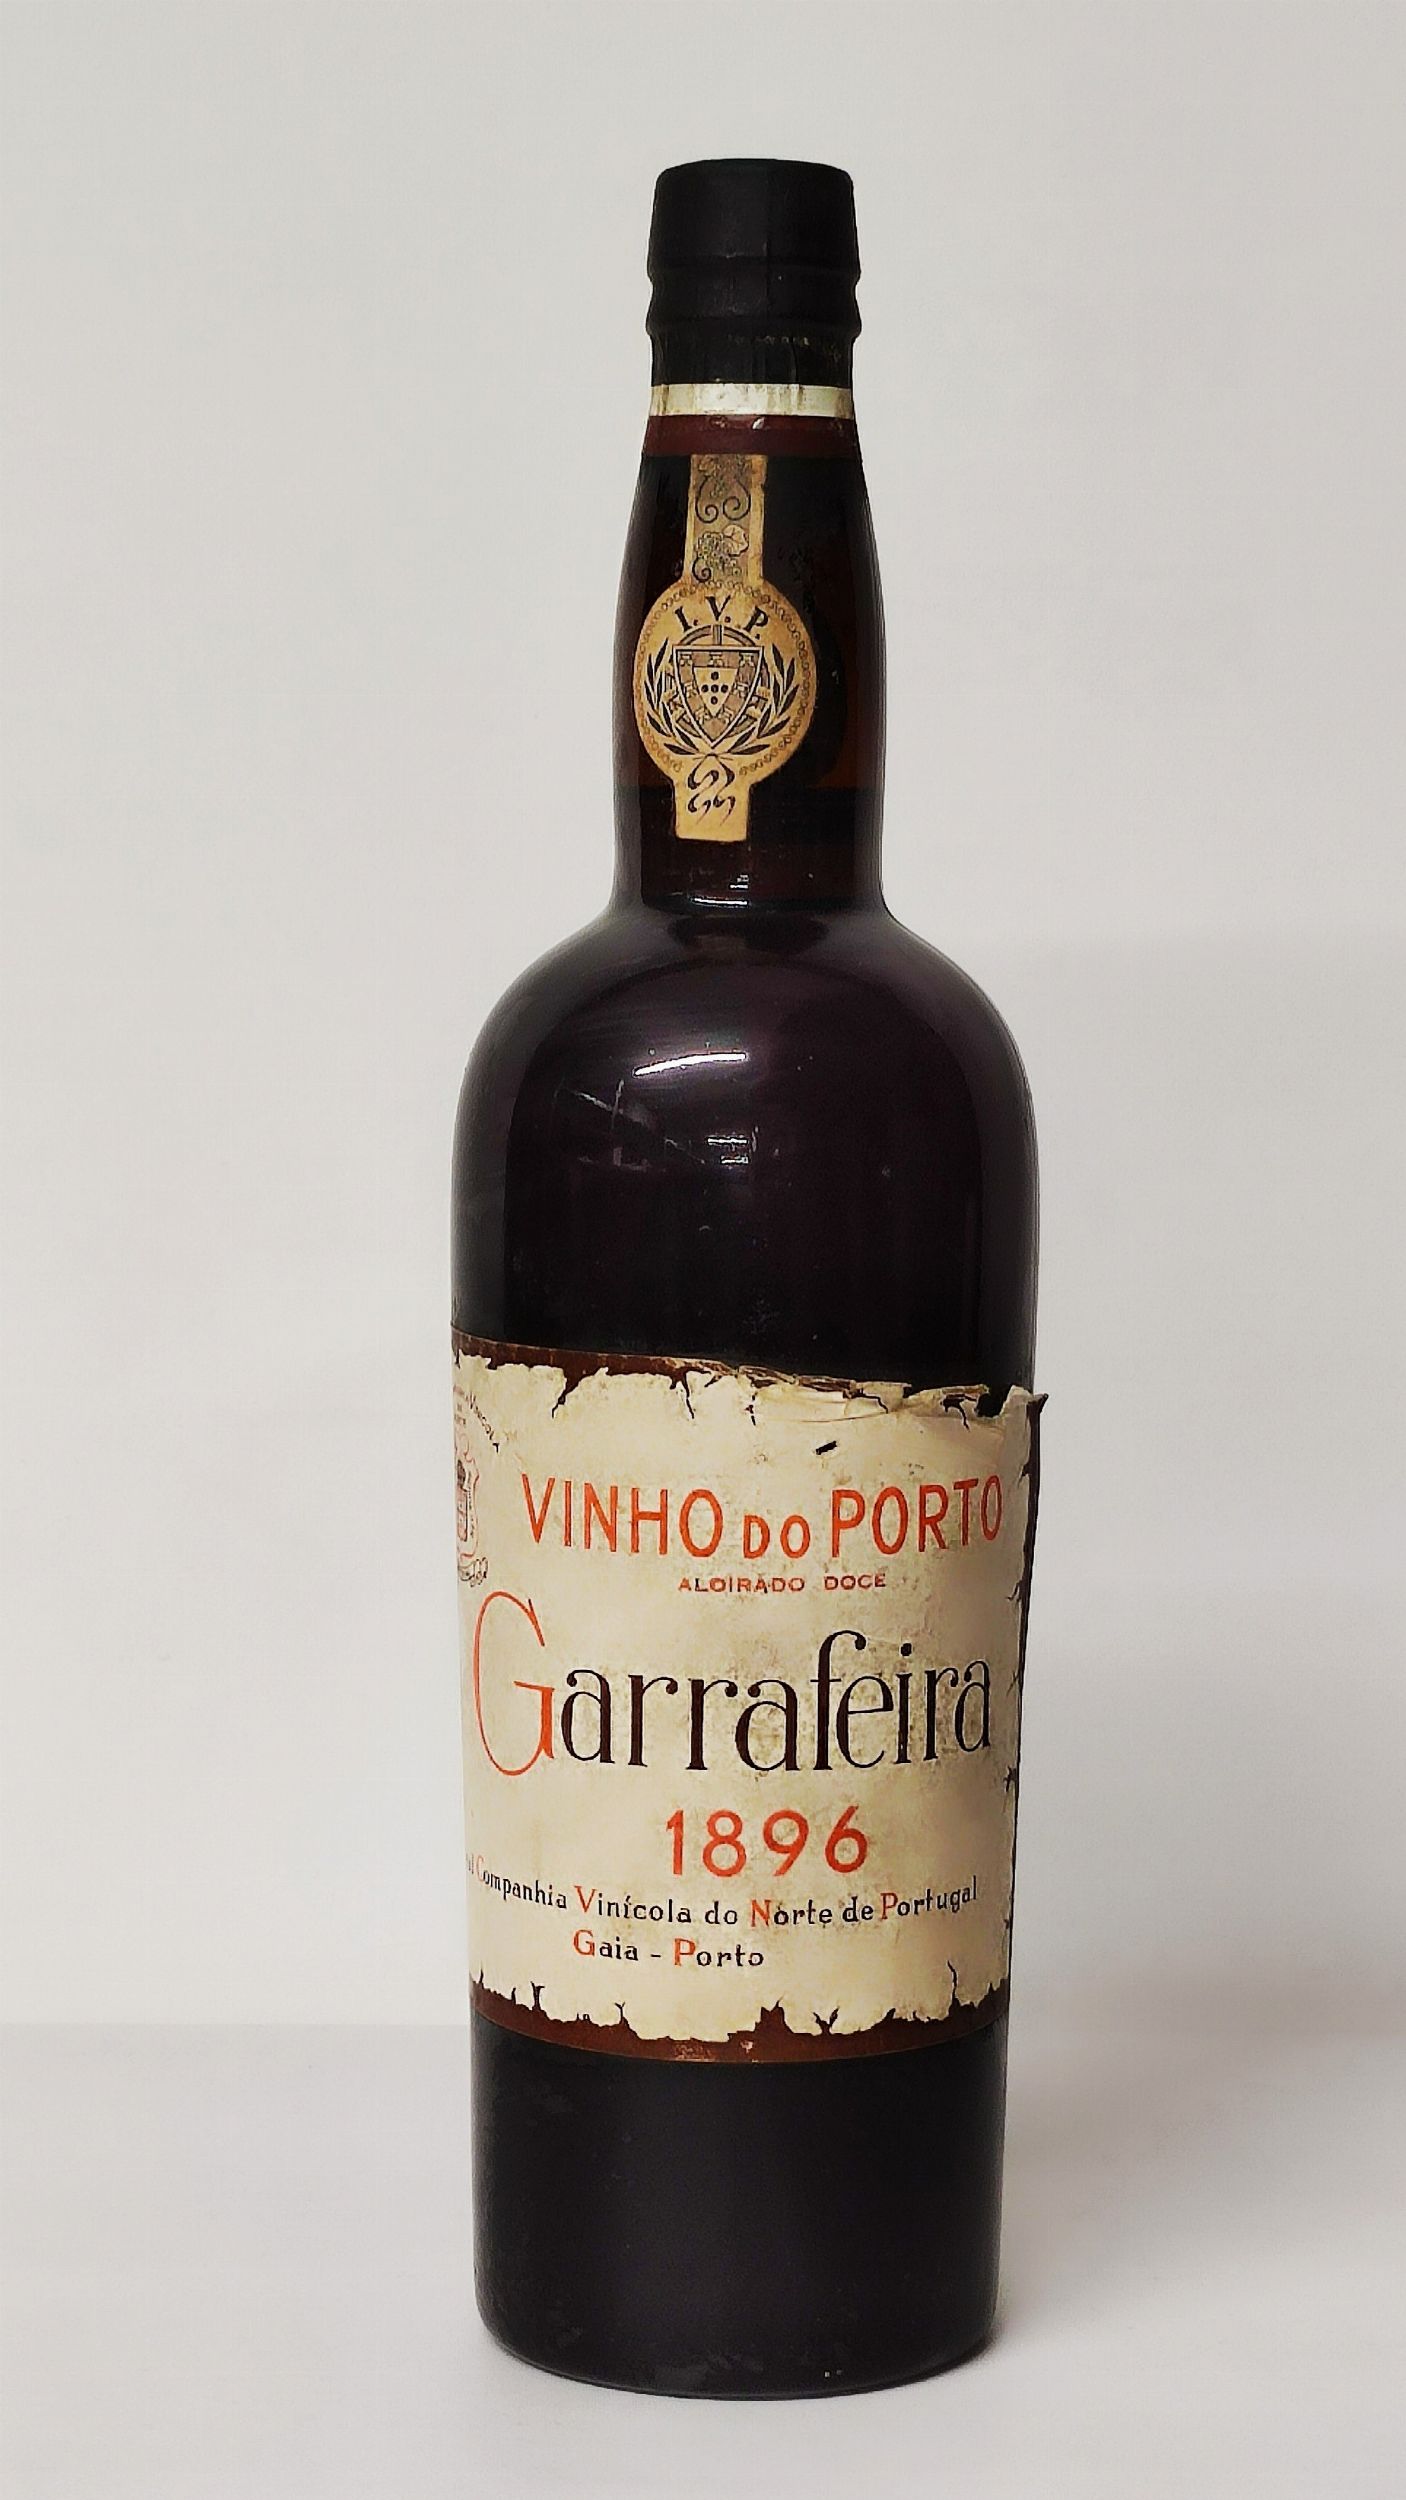 I.V.P.
VINHO DO PORTO
ALOIRADO DOCE
Garrafeira
1896
Companhia Vinícola do Norte de Portugal
Gaia - Porto